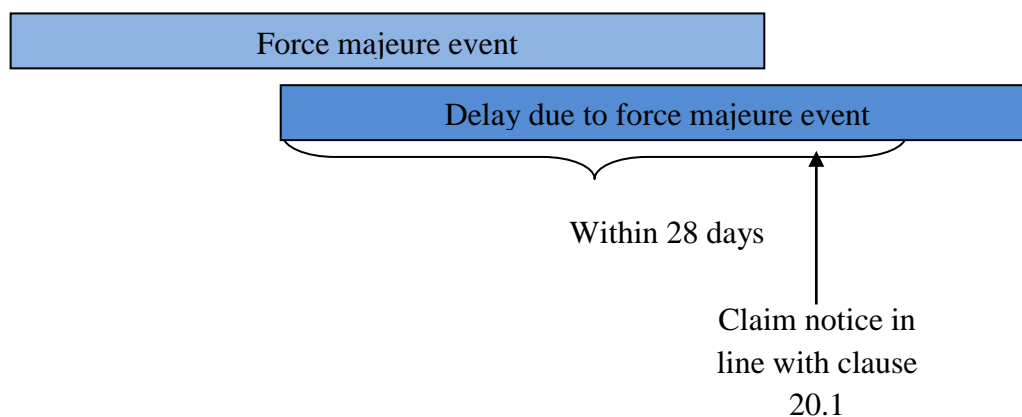 Force majeure event
Delay due to force majeure event
Within 28 days
Claim notice in
line with clause
20.1